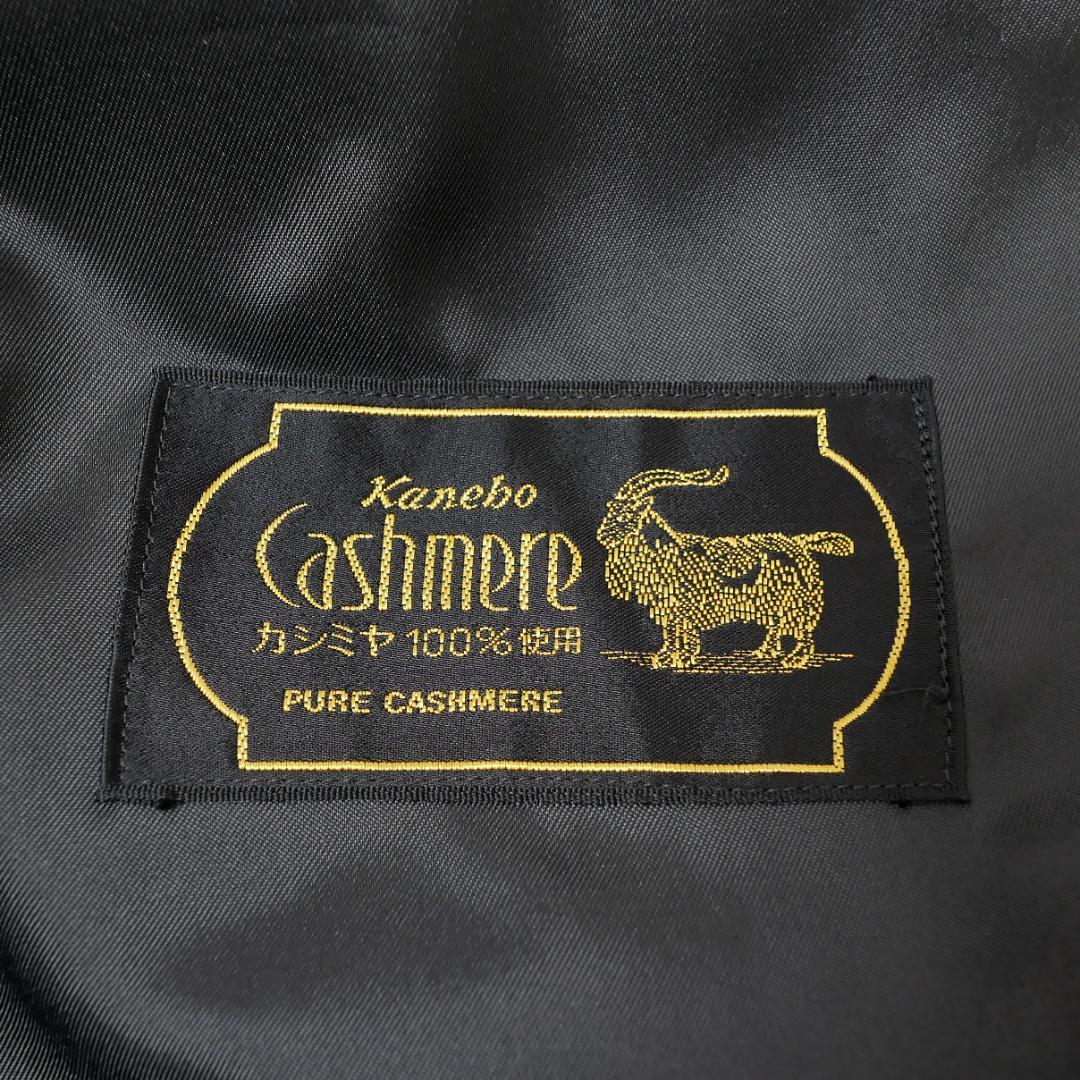 Kanebo
Cashmere
カシミヤ100%使用
PURE CASHMERE